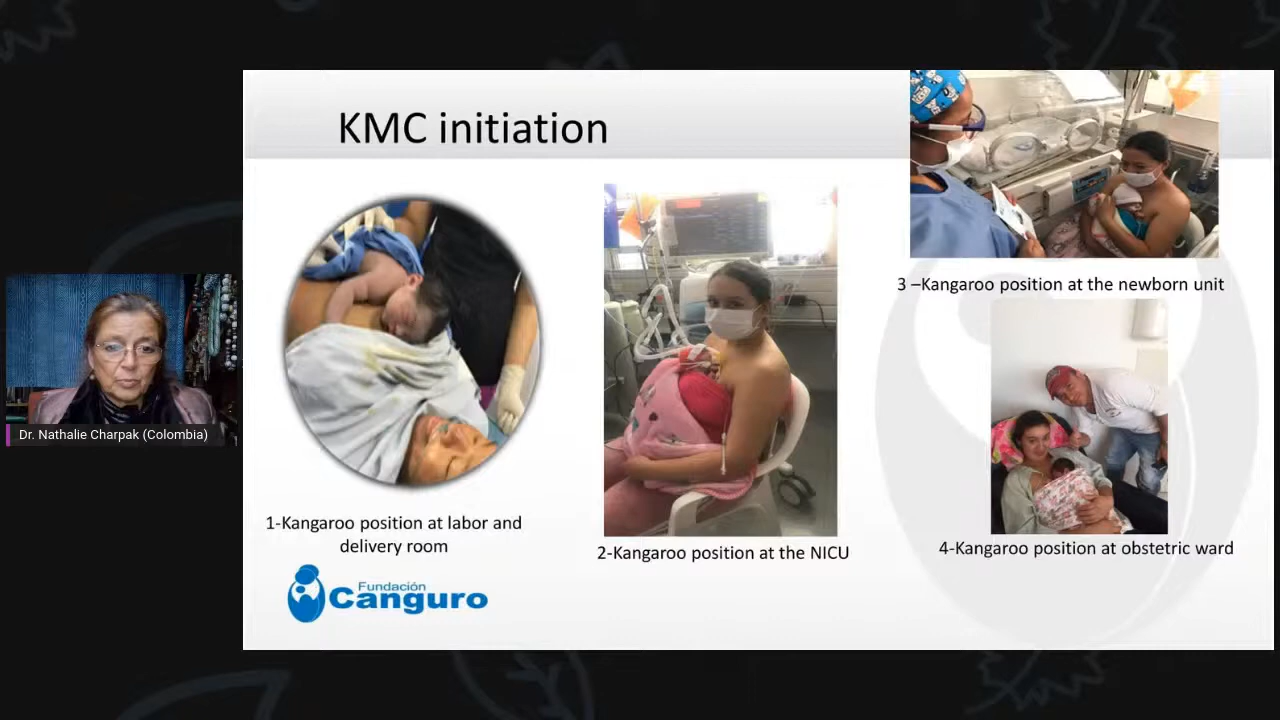 KMC initiation
3 –Kangaroo position at the newborn unit
1-Kangaroo position at labor and
delivery room
2-Kangaroo position at the NICU
4-Kangaroo position at obstetric ward
Fundación
Canguro
Dr. Nathalie Charpak (Colombia)